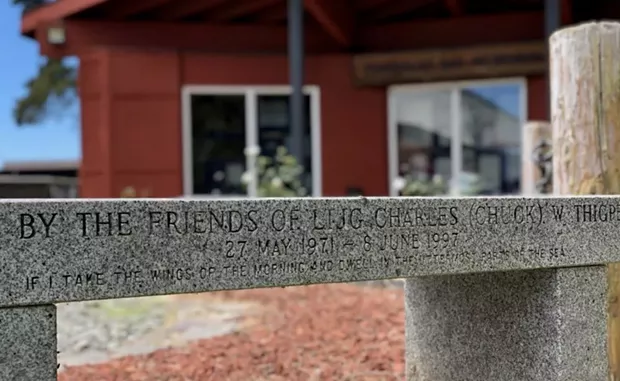 BY THE FRIENDS OF LTJG CHARLES (CHUCK) W THIGPE
27 MAY 1971 - 8 JUNE 1997
IF I TAKE THE WINGS OF THE MORNING AND DWELL IN THE UTTERMOST PARTS OF THE SEA